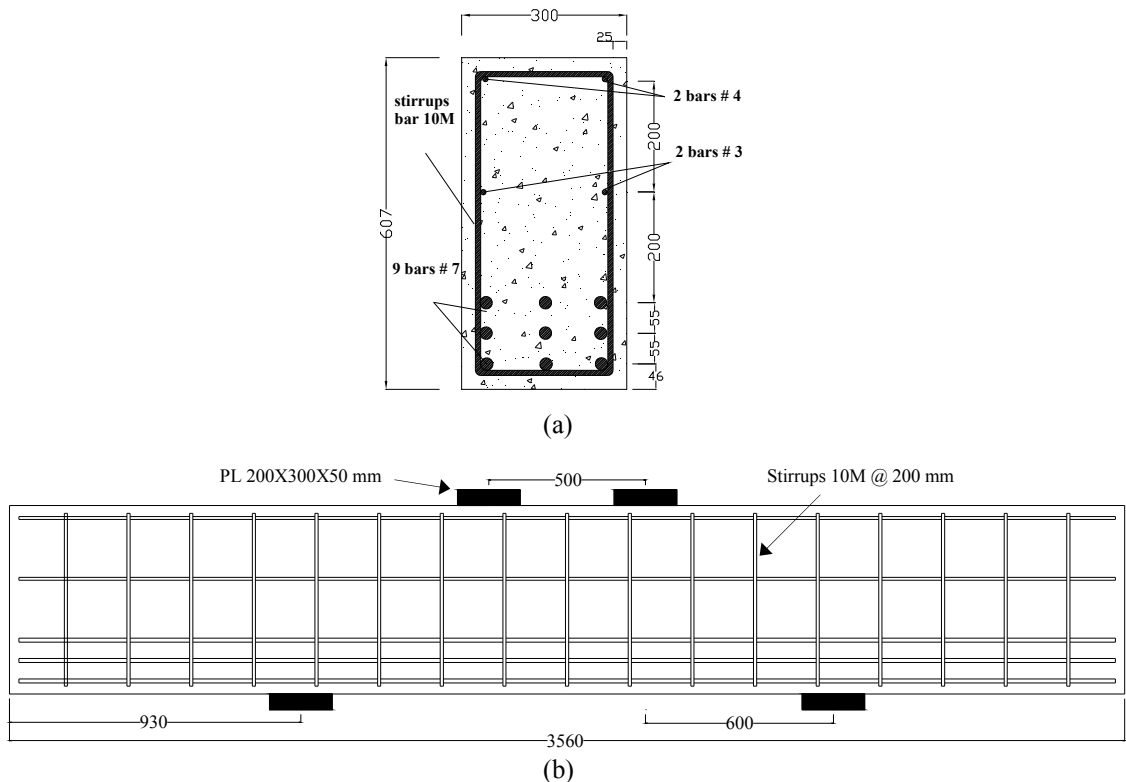 300
25
2 bars # 4
stirrups
bar 10M
200
2 bars # 3
607
200
9 bars # 7
55
55
46
(a)
PL 200X300X50 mm
500
Stirrups 10M @ 200 mm
930
600
3560
(b)